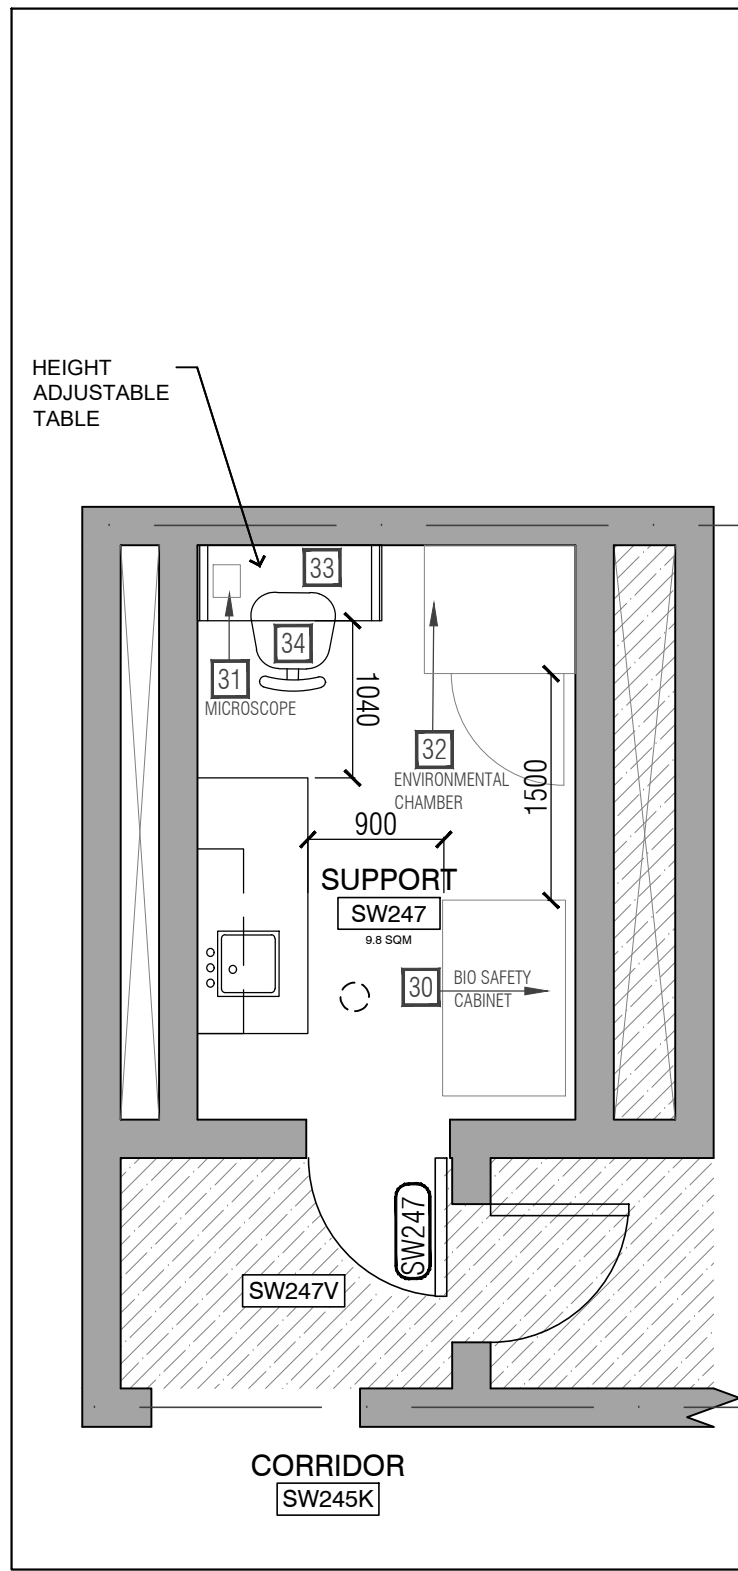 HEIGHT
ADJUSTABLE
TABLE
33
34
31
MICROSCOPE
1040
32
ENVIRONMENTAL
CHAMBER
1500
900
SUPPORT
SW247
9.8 SQM
30
BIO SAFETY
CABINET
SW247
SW247V
CORRIDOR
SW245K